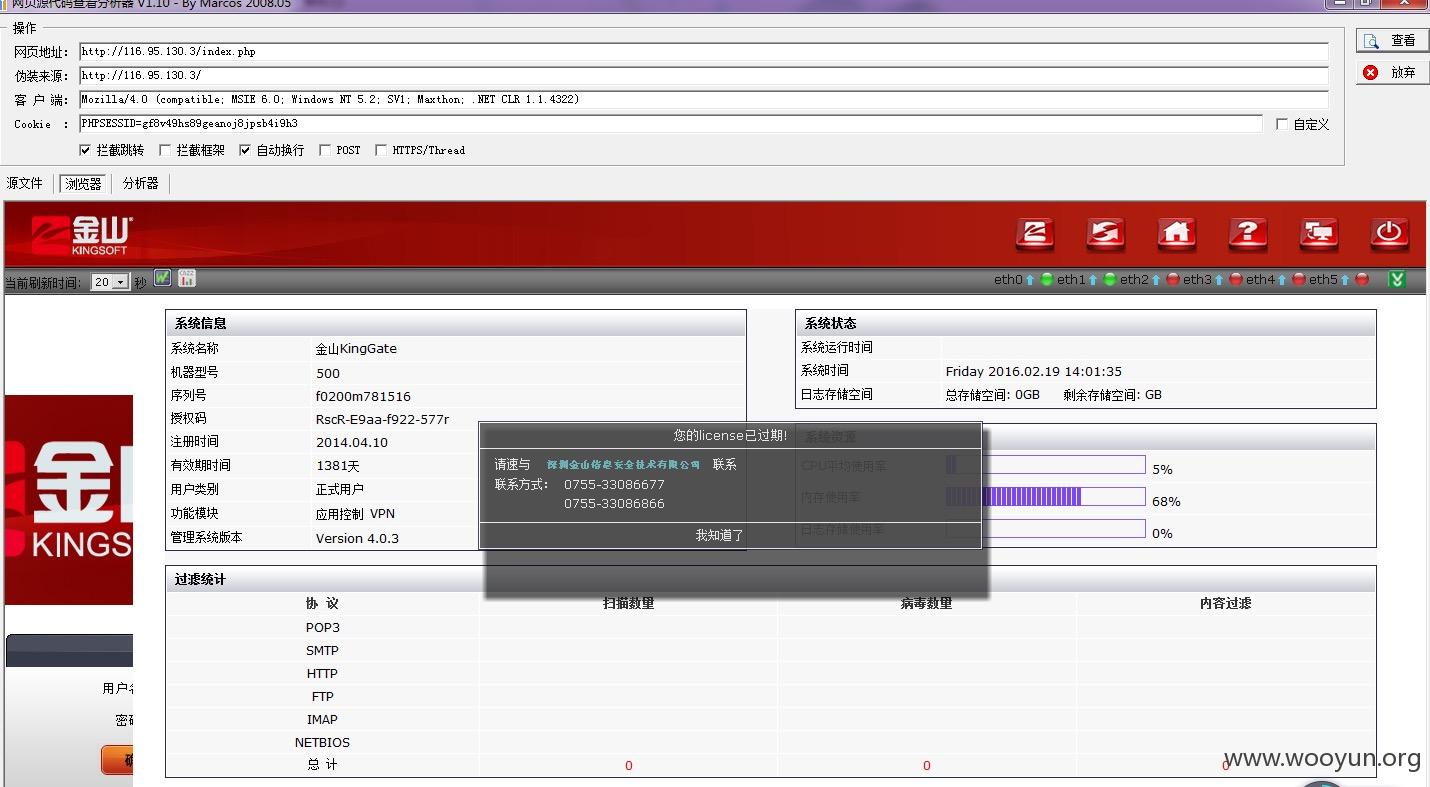 网页源代码查看分析器 V1.10 - By Marcos 2008.05
操作
网页地址: http://116.95.130.3/index.php
查看
伪装来源: http://116.95.130.3/
放弃
客 户 端: Mozilla/4.0 (compatible; MSIE 6.0; Windows NT 5.2; SV1; Maxthon; .NET CLR 1.1.4322)
Cookie : PHPSESSID=gf8v49hs89geanoj8jpsb4i9h3
自定义
拦截跳转 拦截框架 自动换行 POST HTTPS/Thread
源文件 浏览器 分析器
金山
KINGSOFT
当前刷新时间: 20 秒
eth0 eth1 eth2 eth3 eth4 eth5
系统信息
系统名称 金山KingGate
机器型号 500
序列号 f0200m781516
授权码 RscR-E9aa-f922-577r
注册时间 2014.04.10
有效期时间 1381天
用户类别 正式用户
功能模块 应用控制 VPN
管理系统版本 Version 4.0.3
系统状态
系统运行时间
系统时间 Friday 2016.02.19 14:01:35
日志存储空间 总存储空间: 0GB 剩余存储空间: GB
系统资源
CPU平均使用率 5%
内存使用率 68%
日志存储使用率 0%
您的license已过期!
请速与 深圳金山信息安全技术有限公司 联系
联系方式: 0755-33086677
0755-33086866
我知道了
过滤统计
协 议 扫描数量 病毒数量 内容过滤
POP3
SMTP
HTTP
FTP
IMAP
NETBIOS
总 计 0 0 0
金
KINGS
用户
密
www.wooyun.org